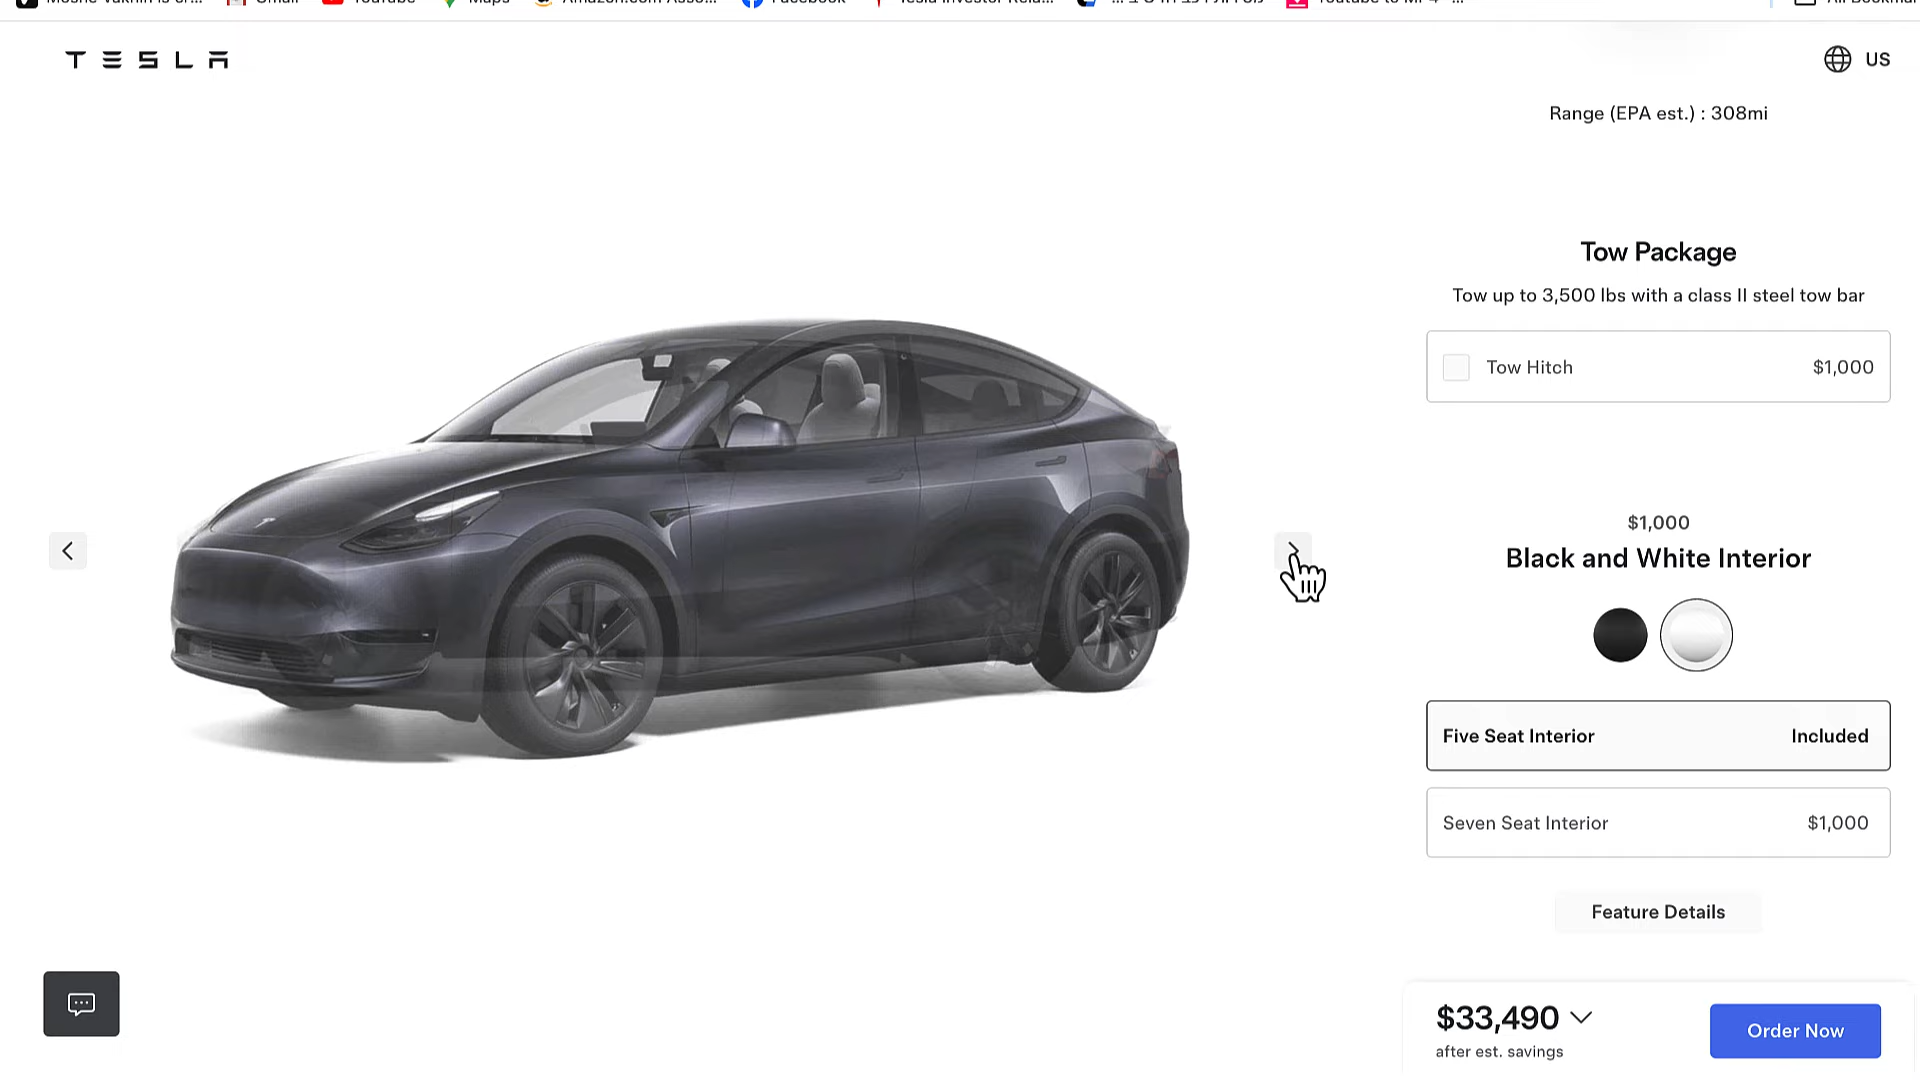 TESLA
US
Range (EPA est.) : 308mi
Tow Package
Tow up to 3,500 lbs with a class II steel tow bar
Tow Hitch $1,000
$1,000
Black and White Interior
Five Seat Interior Included
Seven Seat Interior $1,000
Feature Details
$33,490
after est. savings
Order Now